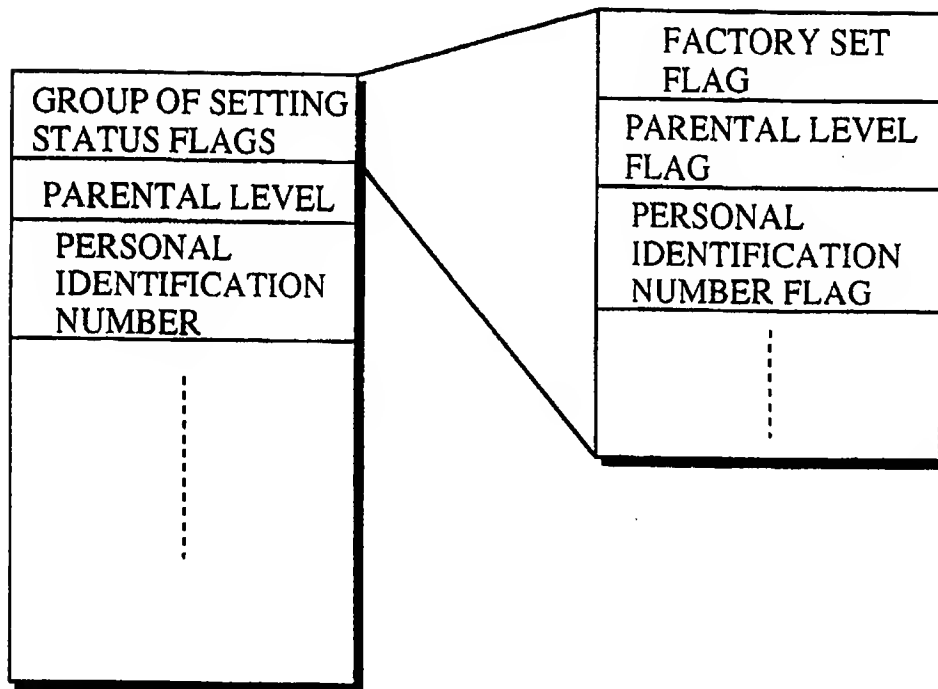 GROUP OF SETTING
STATUS FLAGS
PARENTAL LEVEL
PERSONAL
IDENTIFICATION
NUMBER
FACTORY SET
FLAG
PARENTAL LEVEL
FLAG
PERSONAL
IDENTIFICATION
NUMBER FLAG